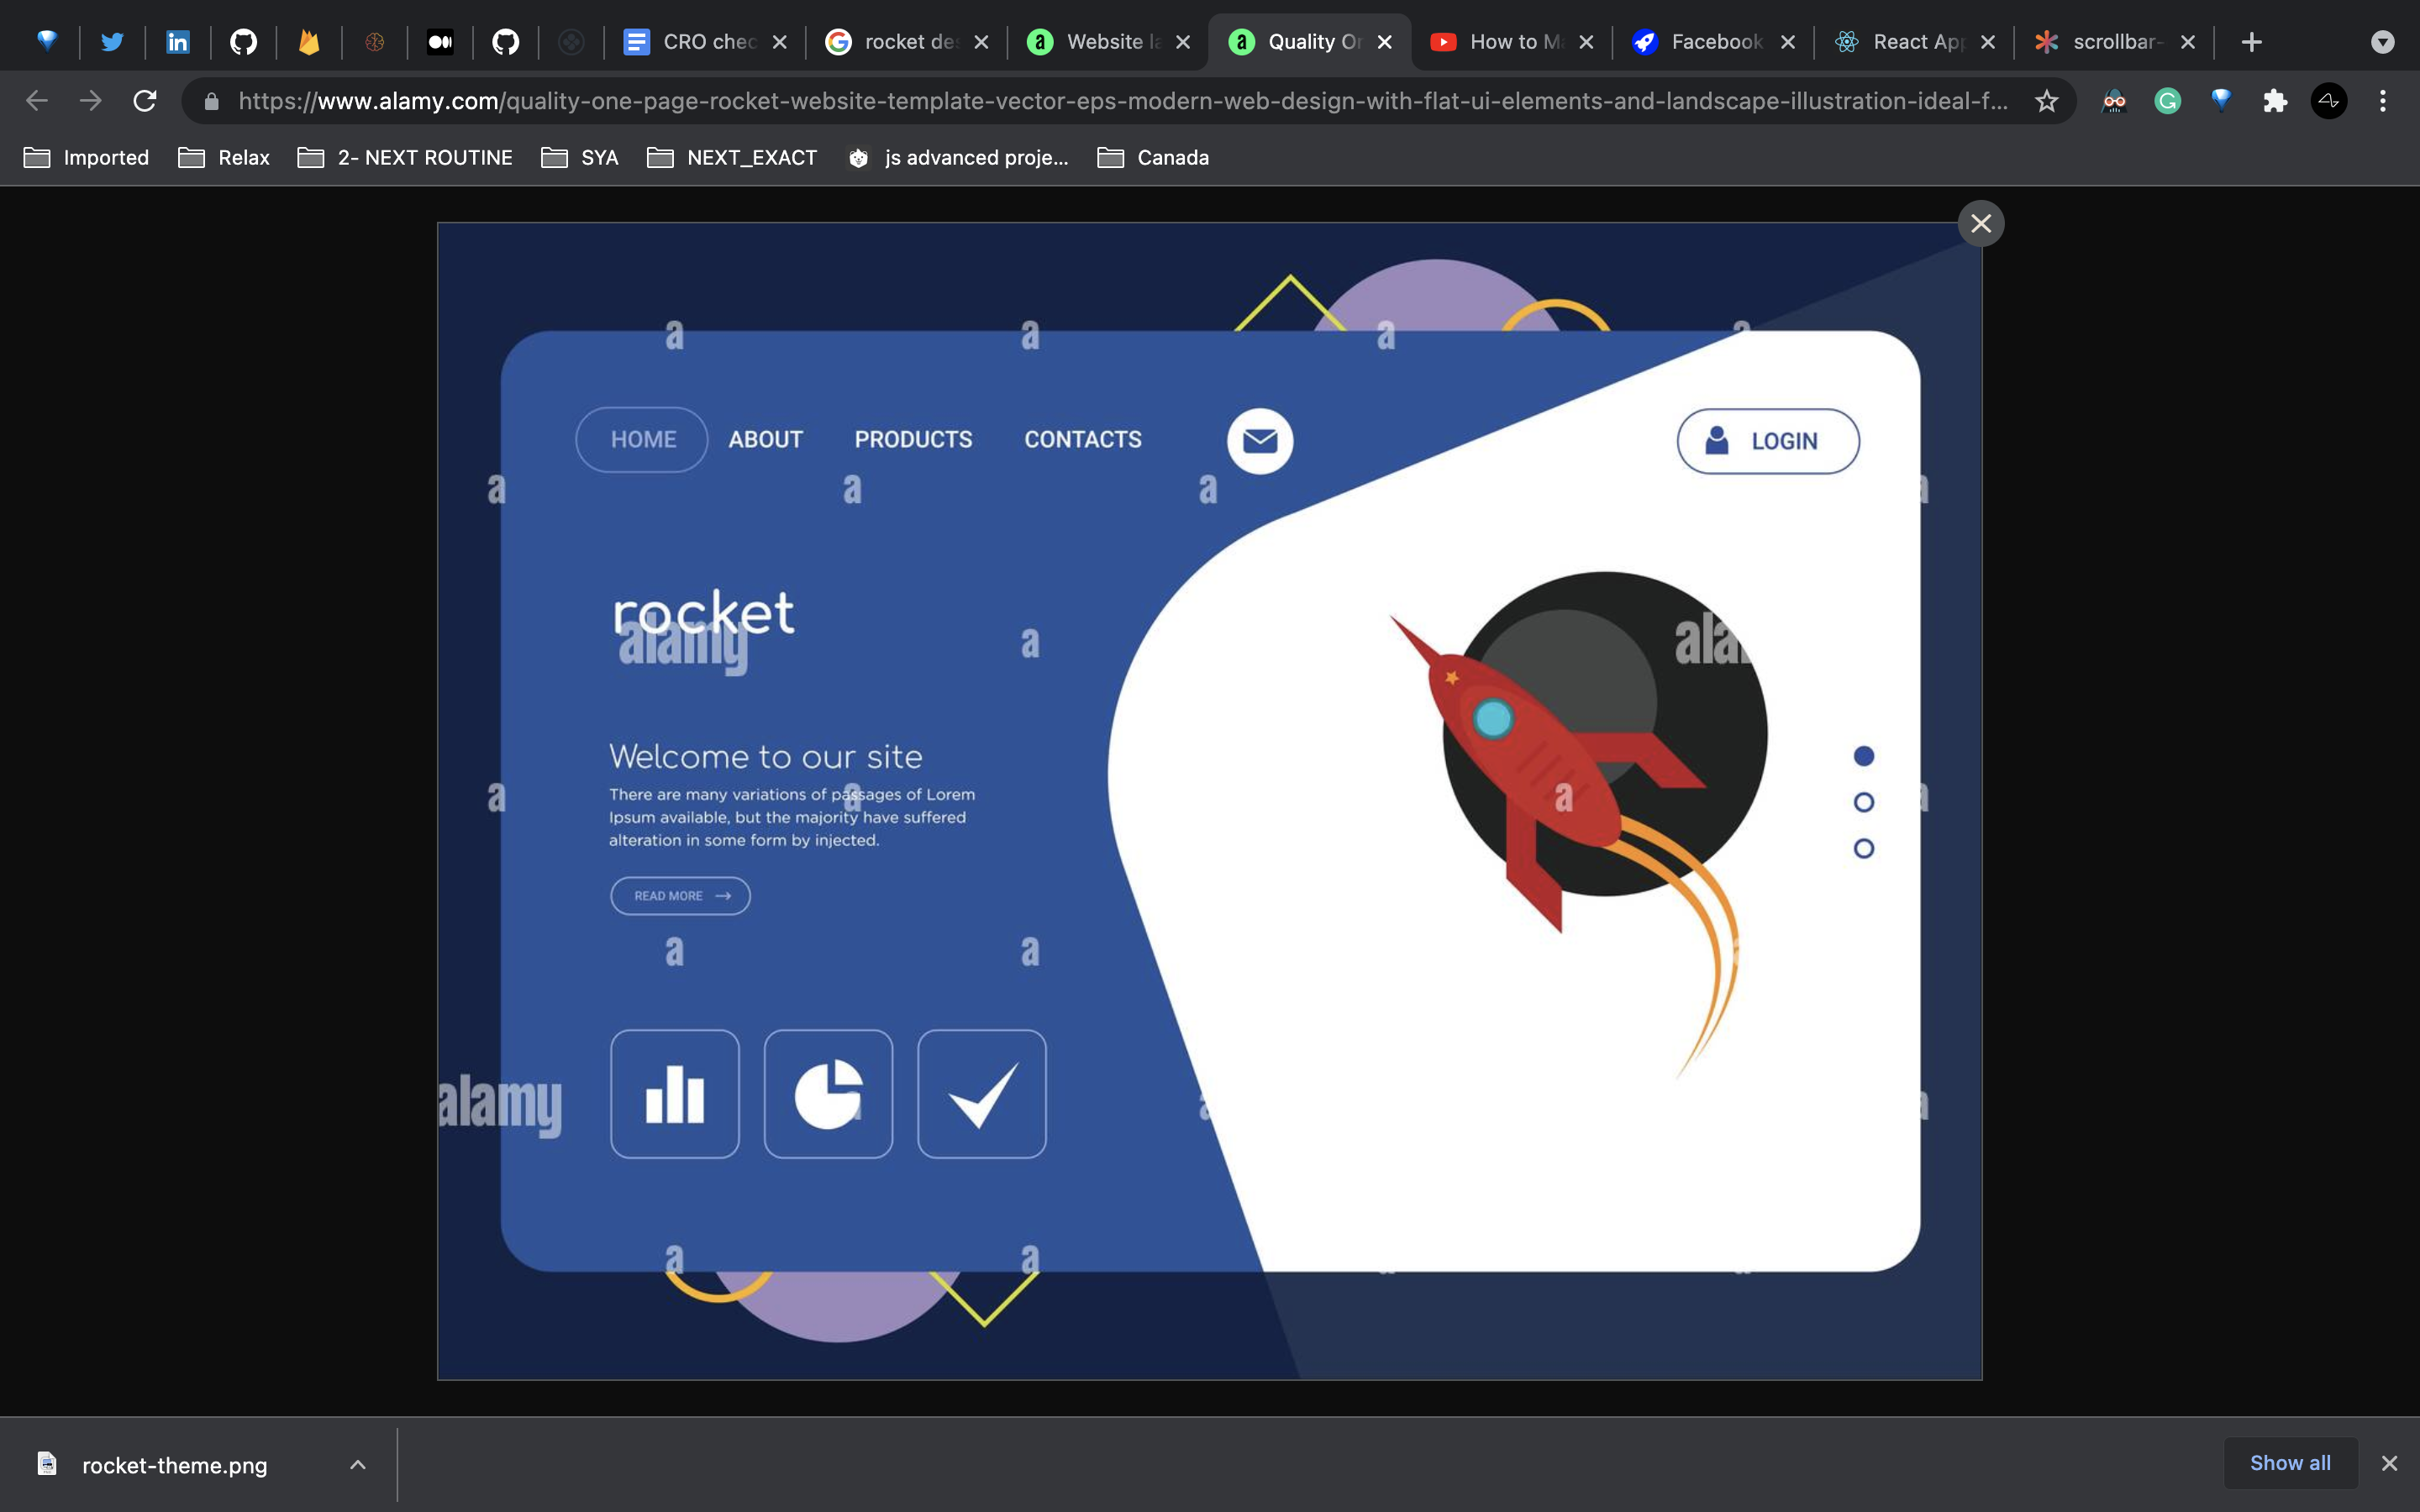 CRO chec
rocket des
Website la
Quality On
How to Ma
Facebook
React App
scrollbar-
https://www.alamy.com/quality-one-page-rocket-website-template-vector-eps-modern-web-design-with-flat-ui-elements-and-landscape-illustration-ideal-f...
Imported
Relax
2- NEXT ROUTINE
SYA
NEXT_EXACT
js advanced proje...
Canada
a a a a
HOME ABOUT PRODUCTS CONTACTS
LOGIN
a a a a
rocket
alamy
a
ala
Welcome to our site
There are many variations of passages of Lorem
Ipsum available, but the majority have suffered
alteration in some form by injected.
a a a a
READ MORE
a a
alamy
a a a
a a
rocket-theme.png
Show all